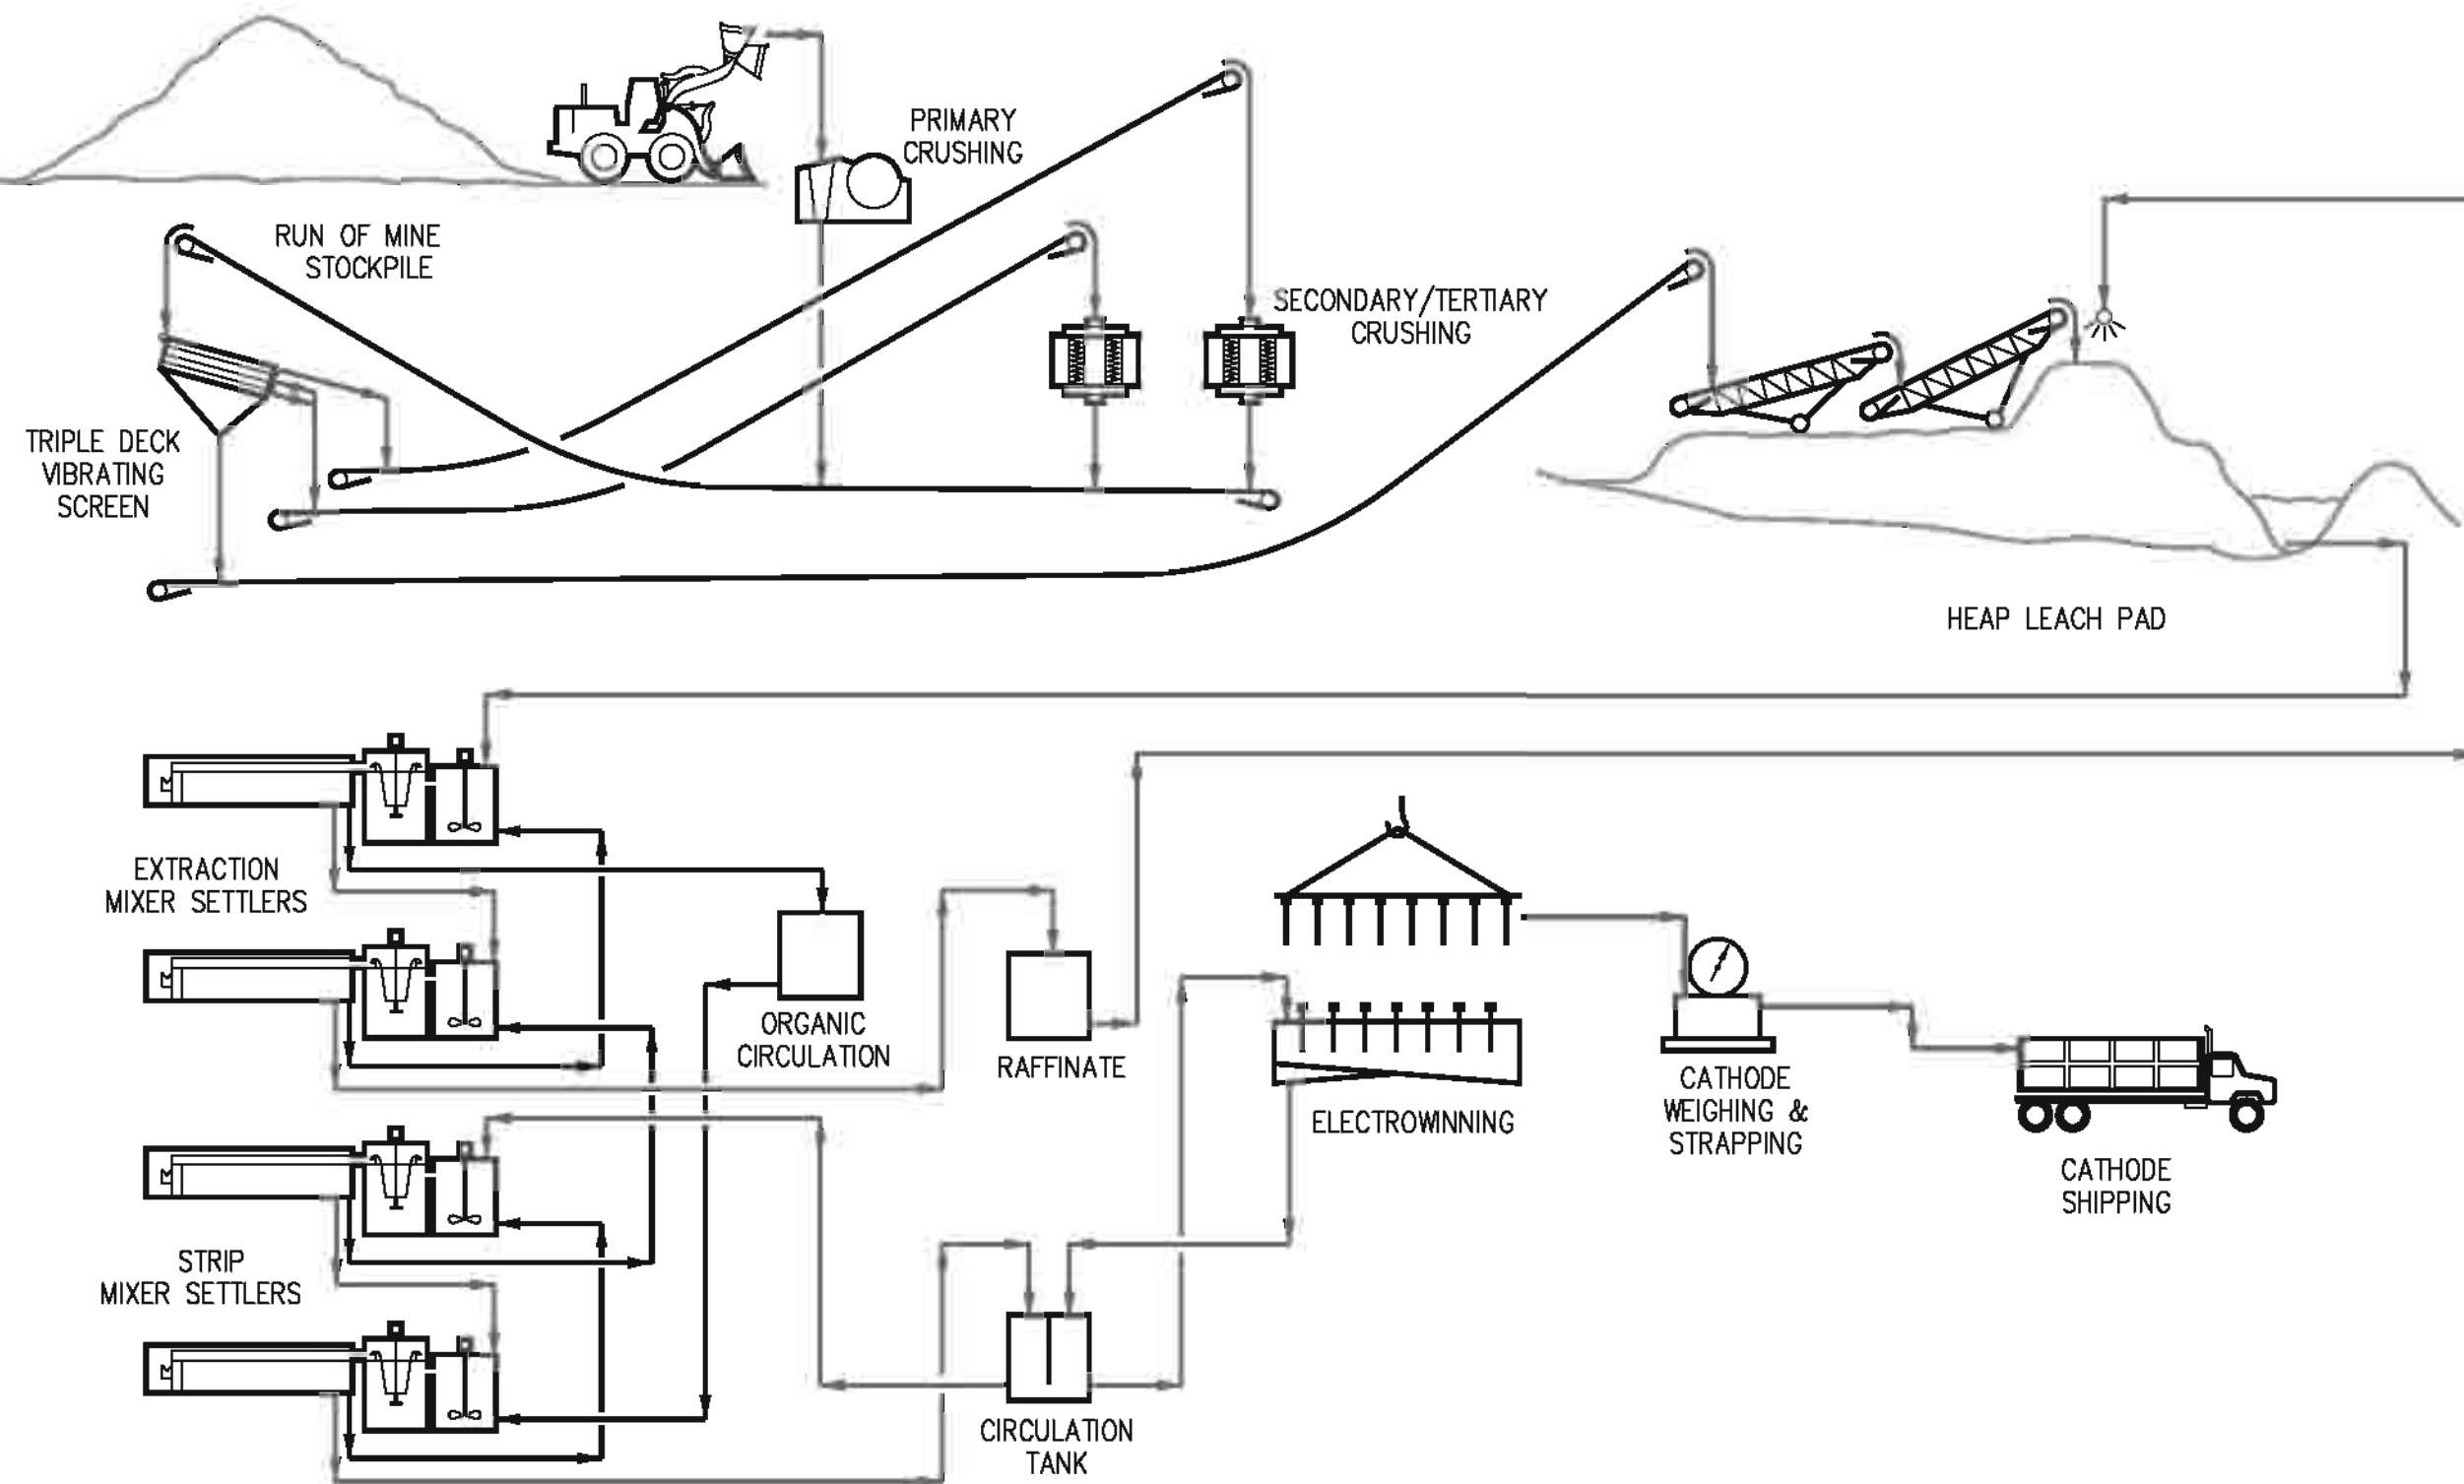 PRIMARY
CRUSHING
RUN OF MINE
STOCKPILE
SECONDARY/TERTIARY
CRUSHING
TRIPLE DECK
VIBRATING
SCREEN
HEAP LEACH PAD
EXTRACTION
MIXER SETTLERS
ORGANIC
CIRCULATION
RAFFINATE
ELECTROWINNING
CATHODE
WEIGHING &
STRAPPING
CATHODE
SHIPPING
STRIP
MIXER SETTLERS
CIRCULATION
TANK